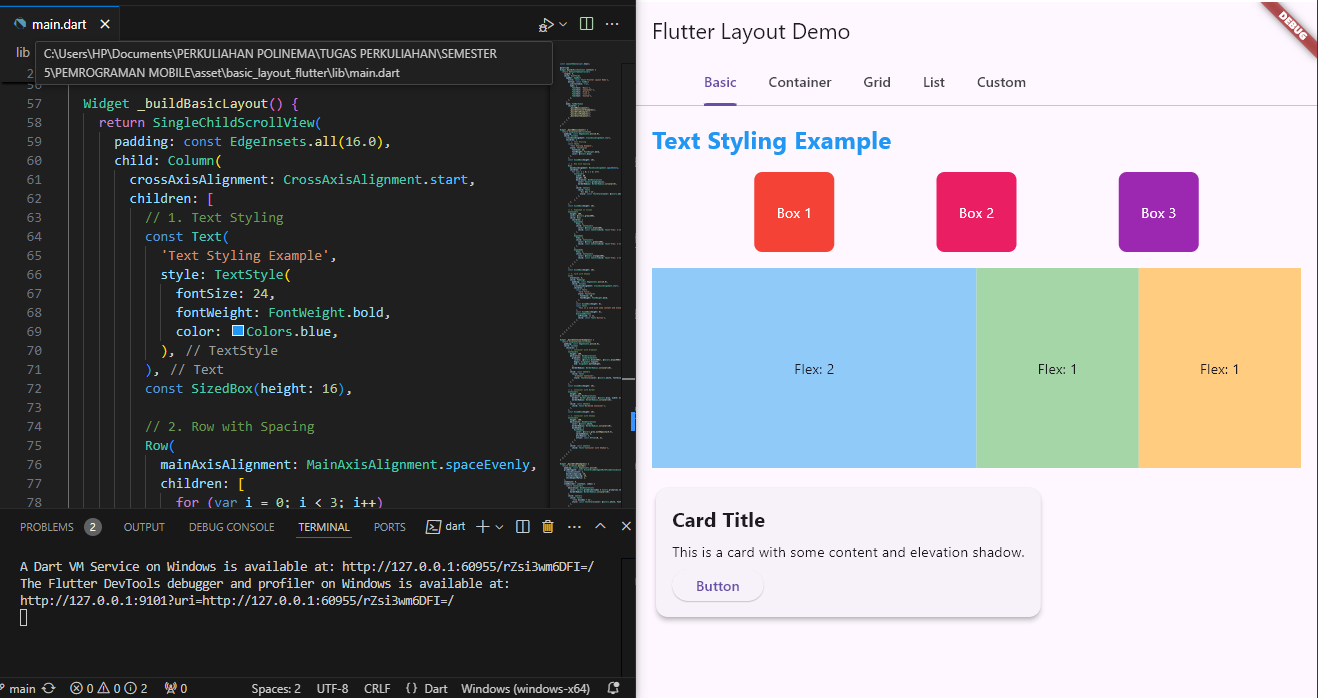 main.dart
lib
C:\Users\HP\Documents\PERKULIAHAN POLINEMA\TUGAS PERKULIAHAN\SEMESTER
5\PEMROGRAMAN MOBILE\asset\basic_layout_flutter\lib\main.dart
57 Widget _buildBasicLayout() {
58 return SingleChildScrollView(
59 padding: const EdgeInsets.all(16.0),
60 child: Column(
61 crossAxisAlignment: CrossAxisAlignment.start,
62 children: [
63 // 1. Text Styling
64 const Text(
65 'Text Styling Example',
66 style: TextStyle(
67 fontSize: 24,
68 fontWeight: FontWeight.bold,
69 color: Colors.blue,
70 ), // TextStyle
71 ), // Text
72 const SizedBox(height: 16),
73
74 // 2. Row with Spacing
75 Row(
76 mainAxisAlignment: MainAxisAlignment.spaceEvenly,
77 children: [
78 for (var i = 0; i < 3; i++)
PROBLEMS 2 OUTPUT DEBUG CONSOLE TERMINAL PORTS dart
A Dart VM Service on Windows is available at: http://127.0.0.1:60955/rZsi3wm6DFI=/
The Flutter DevTools debugger and profiler on Windows is available at:
http://127.0.0.1:9101?uri=http://127.0.0.1:60955/rZsi3wm6DFI=/
main 0 0 2 0 Spaces: 2 UTF-8 CRLF {} Dart Windows (windows-x64)
Flutter Layout Demo
DEBUG
Basic Container Grid List Custom
Text Styling Example
Box 1 Box 2 Box 3
Flex: 2 Flex: 1 Flex: 1
Card Title
This is a card with some content and elevation shadow.
Button